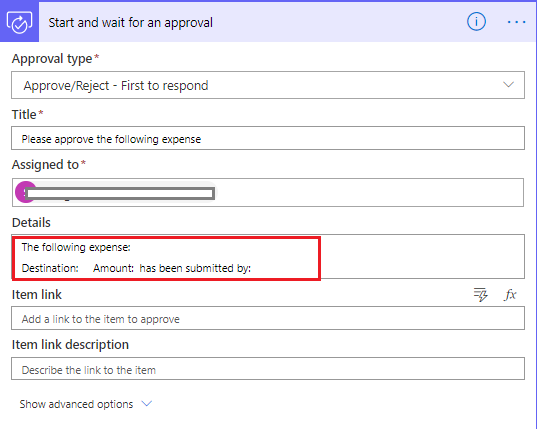 Start and wait for an approval
Approval type*
Approve/Reject - First to respond
Title*
Please approve the following expense
Assigned to*
Details
The following expense:
Destination: Amount: has been submitted by:
Item link
fx
Add a link to the item to approve
Item link description
Describe the link to the item
Show advanced options